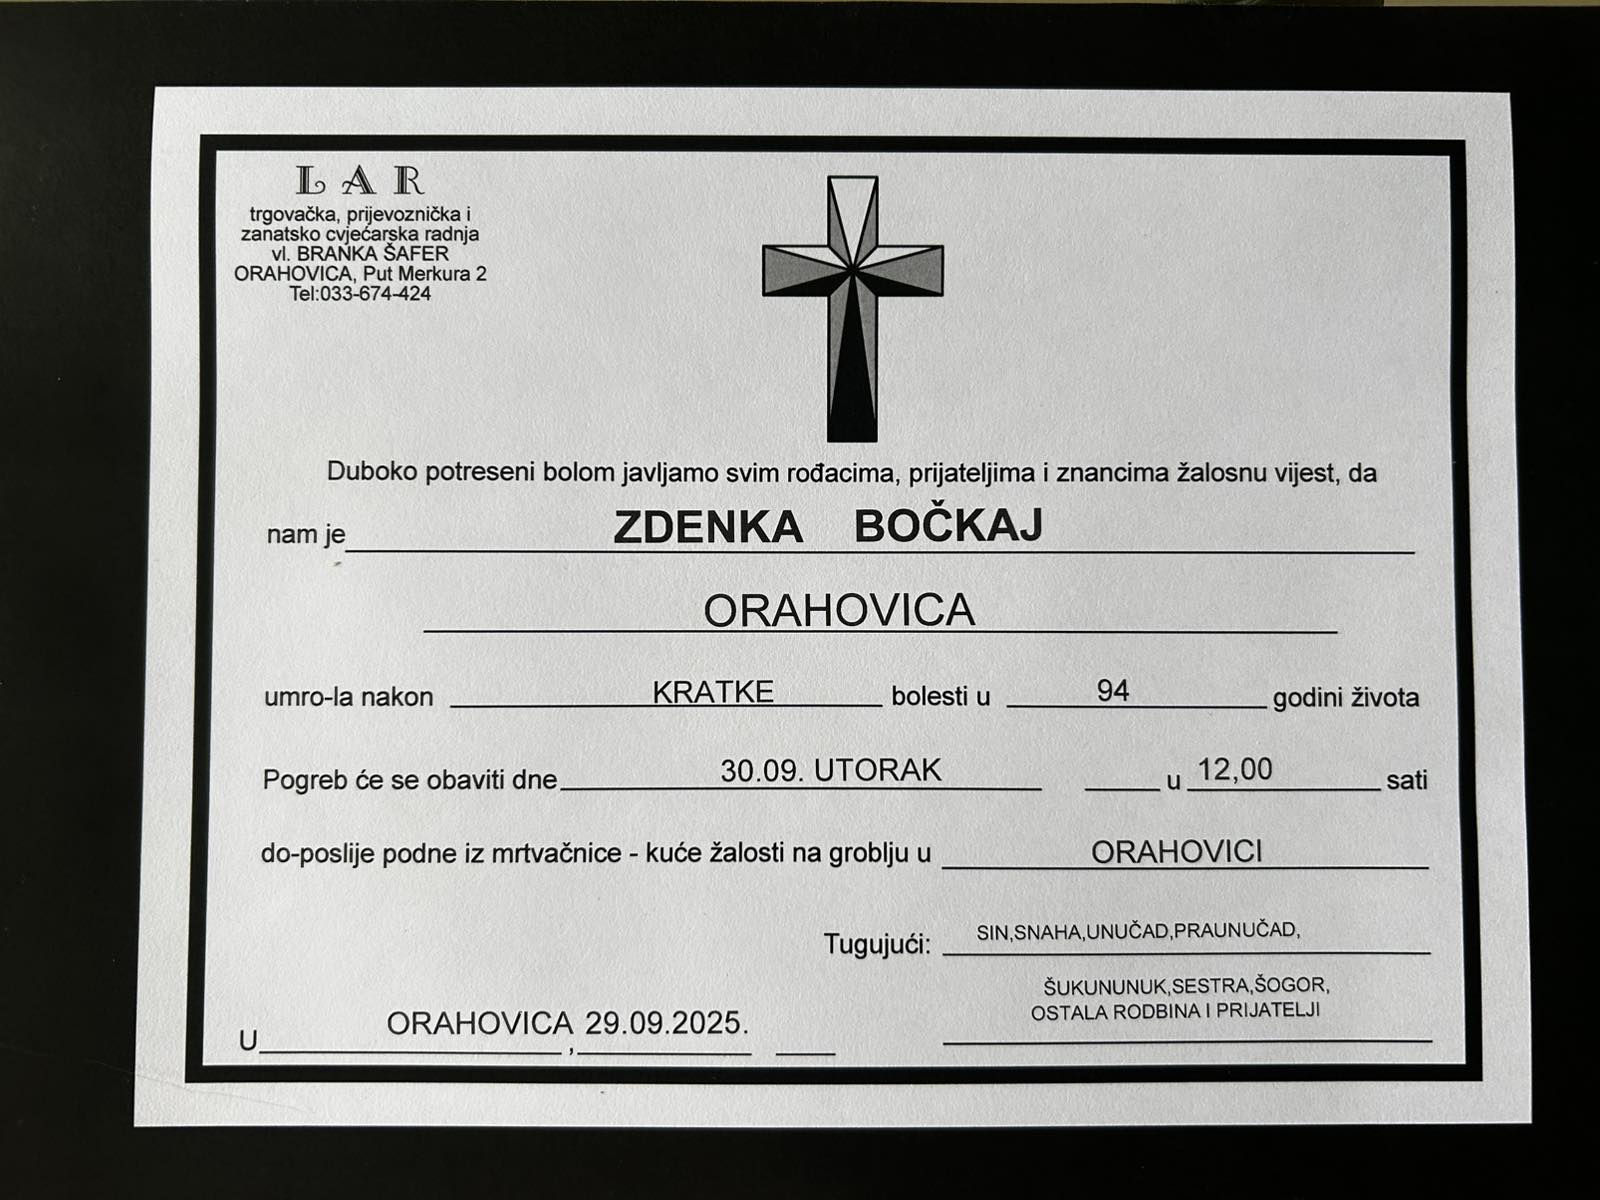 LAR
trgovačka, prijevoznička i
zanatsko cvjećarska radnja
vl. BRANKA ŠAFER
ORAHOVICA, Put Merkura 2
Tel:033-674-424
Duboko potreseni bolom javljamo svim rođacima, prijateljima i znancima žalosnu vijest, da
nam je ZDENKA BOČKAJ
ORAHOVICA
umro-la nakon KRATKE bolesti u 94 godini života
Pogreb će se obaviti dne 30.09. UTORAK u 12,00 sati
do-poslije podne iz mrtvačnice - kuće žalosti na groblju u ORAHOVICI
Tugujući: SIN,SNAHA,UNUČAD,PRAUNUČAD,
ŠUKUNUNUK,SESTRA,ŠOGOR,
OSTALA RODBINA I PRIJATELJI
U ORAHOVICA, 29.09.2025.